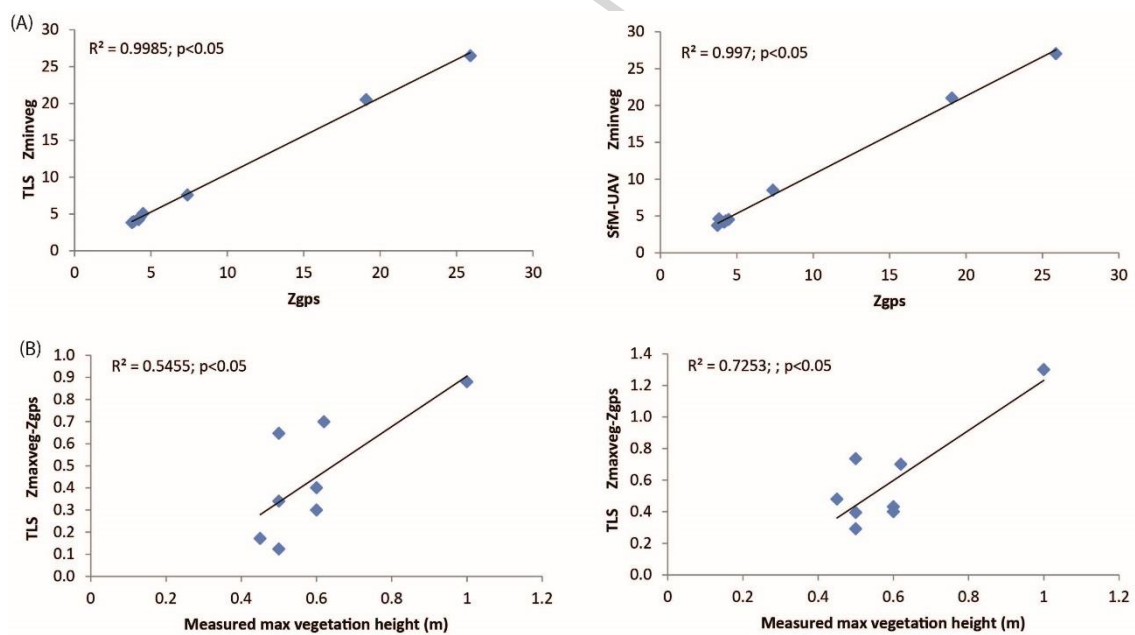 (A)
R² = 0.9985; p<0.05
30
25
20
15
10
5
0
TLS Zminveg
0 5 10 15 20 25 30
Zgps
R² = 0.997; p<0.05
30
25
20
15
10
5
0
SfM-UAV Zminveg
0 5 10 15 20 25 30
Zgps
(B)
R² = 0.5455; p<0.05
1.0
0.9
0.8
0.7
0.6
0.5
0.4
0.3
0.2
0.1
0.0
TLS Zmaxveg-Zgps
0 0.2 0.4 0.6 0.8 1 1.2
Measured max vegetation height (m)
R² = 0.7253; ; p<0.05
1.4
1.2
1.0
0.8
0.6
0.4
0.2
0.0
TLS Zmaxveg-Zgps
0 0.2 0.4 0.6 0.8 1 1.2
Measured max vegetation height (m)